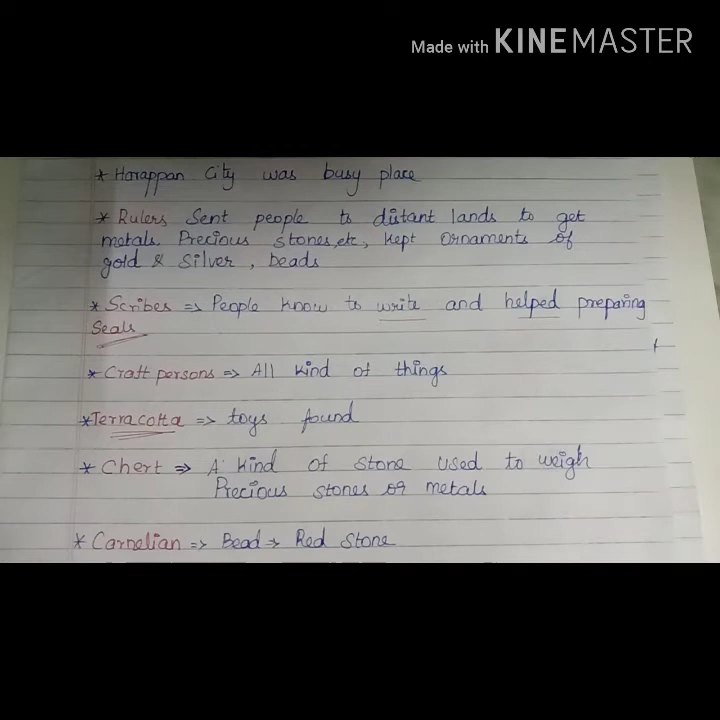 Made with KINEMASTER
* Harappan City was busy place
* Rulers Sent people to distant lands to get
metals, Precious stones, etc, Kept Ornaments of
gold & Silver, beads
* Scribes => People know to write and helped preparing
Seals
* Craft persons => All kind of things
* Terracotta => toys found
* Chert => A kind of stone used to weigh
Precious stones or metals
* Carnelian => Bead → Red Stone